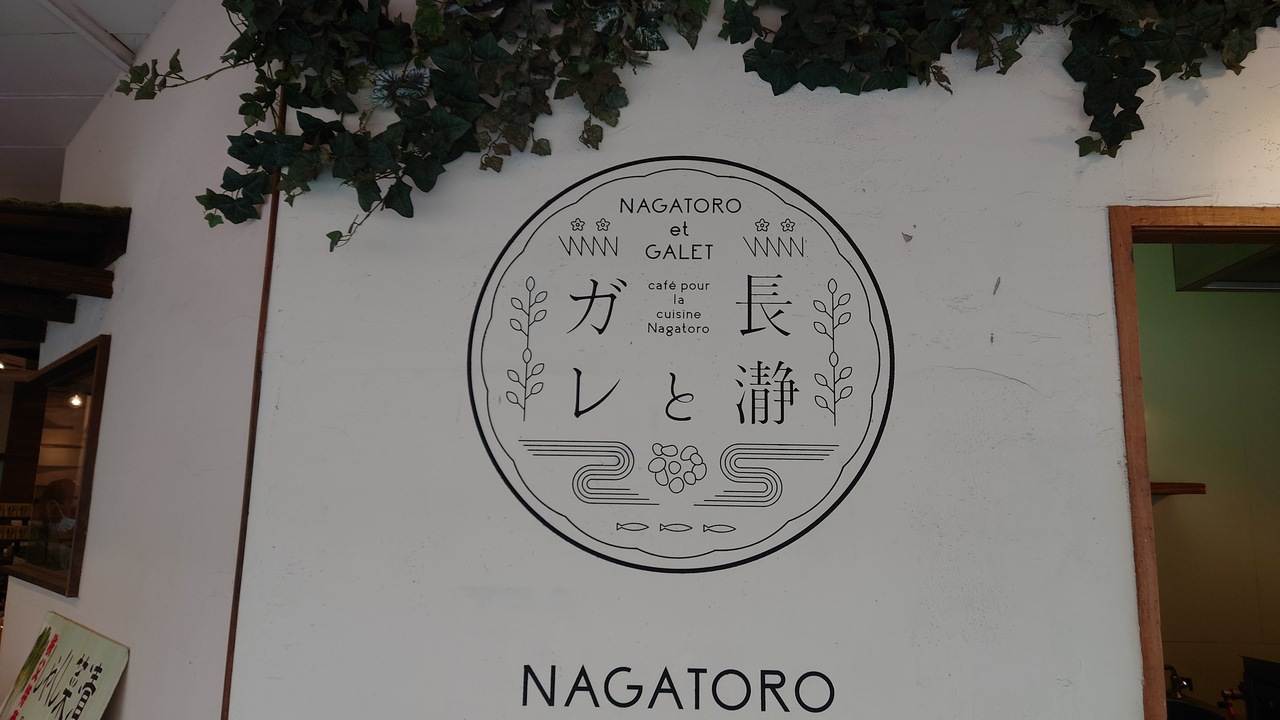 NAGATORO
et
GALET
café pour
la
cuisine
Nagatoro
長瀞
と
ガレ
NAGATORO